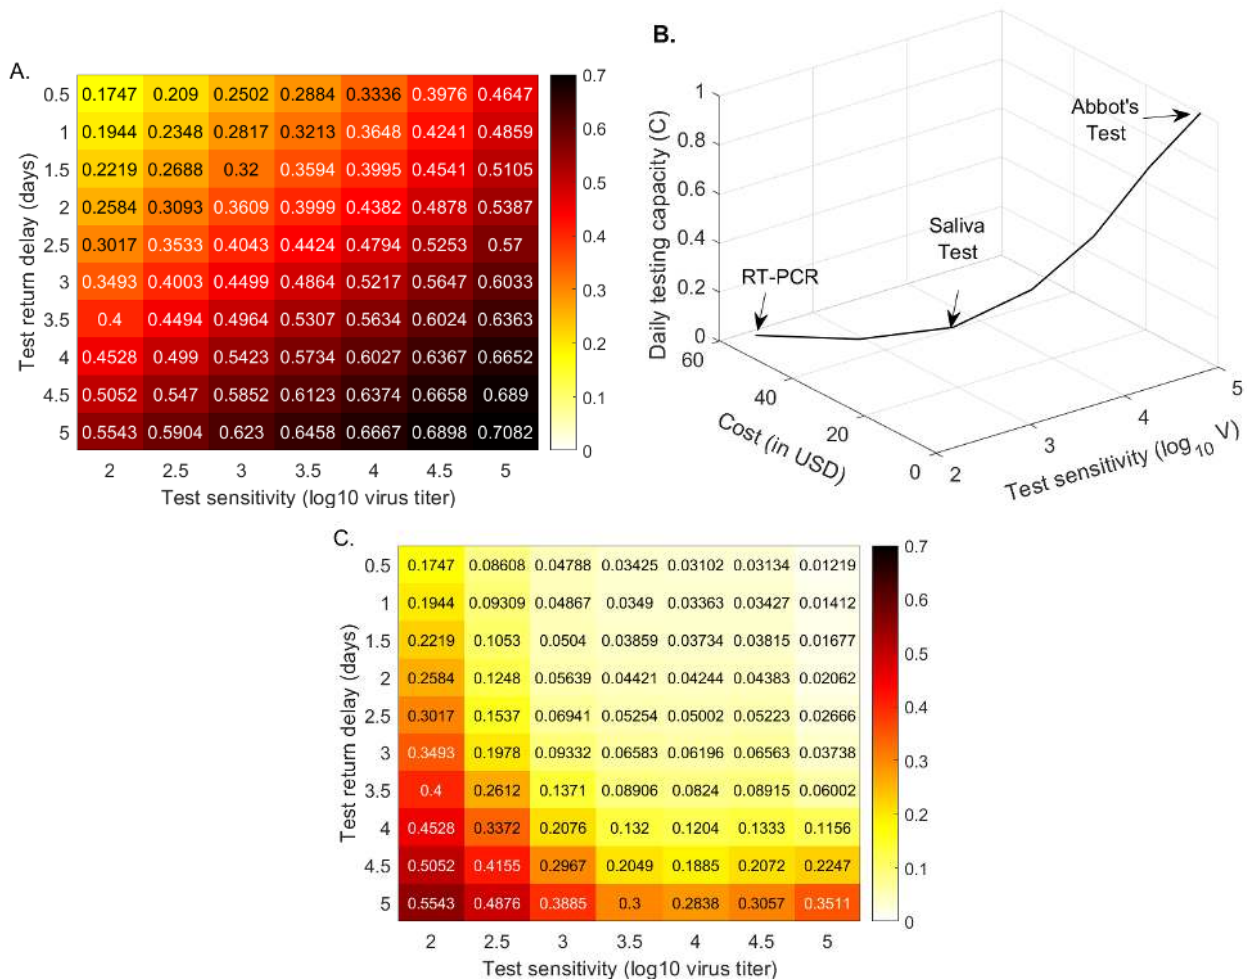 A.
0.5 0.1747 0.209 0.2502 0.2884 0.3336 0.3976 0.4647
1 0.1944 0.2348 0.2817 0.3213 0.3648 0.4241 0.4859
1.5 0.2219 0.2688 0.32 0.3594 0.3995 0.4541 0.5105
2 0.2584 0.3093 0.3609 0.3999 0.4382 0.4878 0.5387
2.5 0.3017 0.3533 0.4043 0.4424 0.4794 0.5253 0.57
3 0.3493 0.4003 0.4499 0.4864 0.5217 0.5647 0.6033
3.5 0.4 0.4494 0.4964 0.5307 0.5634 0.6024 0.6363
4 0.4528 0.499 0.5423 0.5734 0.6027 0.6367 0.6652
4.5 0.5052 0.547 0.5852 0.6123 0.6374 0.6658 0.689
5 0.5543 0.5904 0.623 0.6458 0.6667 0.6898 0.7082
2 2.5 3 3.5 4 4.5 5
Test sensitivity (log10 virus titer)
Test return delay (days)
0.7
0.6
0.5
0.4
0.3
0.2
0.1
0
B.
1
0.8
0.6
0.4
0.2
0
Daily testing capacity (C)
60
40
20
0
Cost (in USD)
2
3
4
5
Test sensitivity (log10 V)
RT-PCR
Saliva
Test
Abbot's
Test
C.
0.5 0.1747 0.08608 0.04788 0.03425 0.03102 0.03134 0.01219
1 0.1944 0.09309 0.04867 0.0349 0.03363 0.03427 0.01412
1.5 0.2219 0.1053 0.0504 0.03859 0.03734 0.03815 0.01677
2 0.2584 0.1248 0.05639 0.04421 0.04244 0.04383 0.02062
2.5 0.3017 0.1537 0.06941 0.05254 0.05002 0.05223 0.02666
3 0.3493 0.1978 0.09332 0.06583 0.06196 0.06563 0.03738
3.5 0.4 0.2612 0.1371 0.08906 0.0824 0.08915 0.06002
4 0.4528 0.3372 0.2076 0.132 0.1204 0.1333 0.1156
4.5 0.5052 0.4155 0.2967 0.2049 0.1885 0.2072 0.2247
5 0.5543 0.4876 0.3885 0.3 0.2838 0.3057 0.3511
2 2.5 3 3.5 4 4.5 5
Test sensitivity (log10 virus titer)
Test return delay (days)
0.7
0.6
0.5
0.4
0.3
0.2
0.1
0